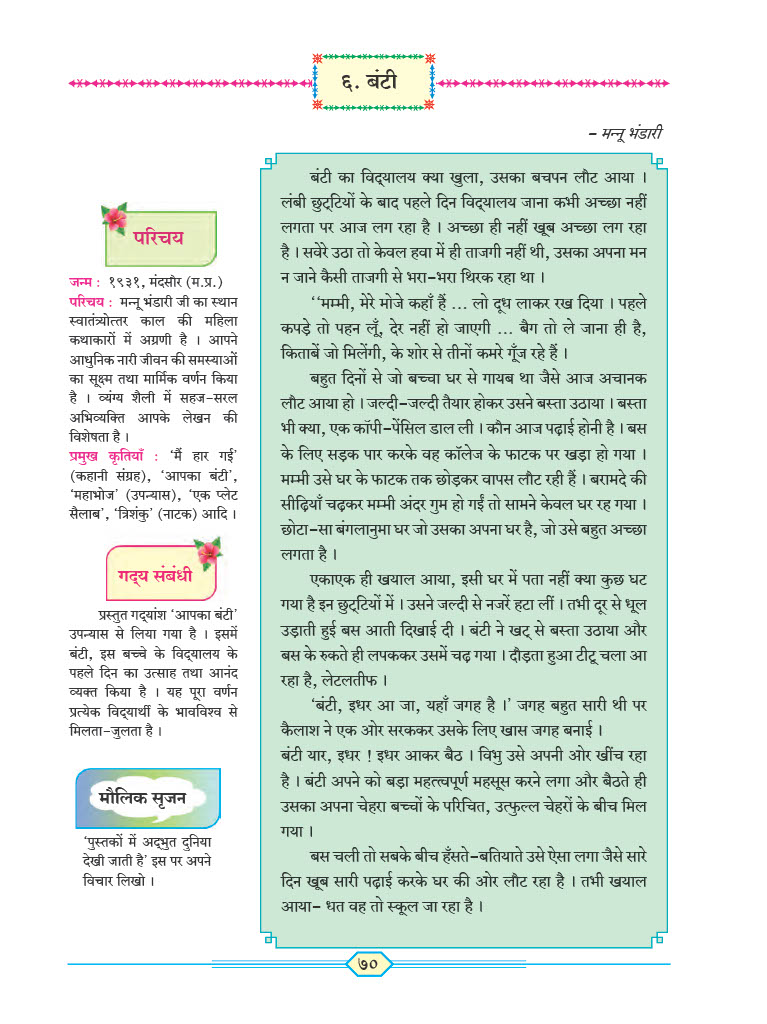 ६. बंटी
– मन्नू भंडारी
परिचय
जन्म : १९३१, मंदसौर (म.प्र.)
परिचय : मन्नू भंडारी जी का स्थान
स्वातंत्र्योत्तर काल की महिला
कथाकारों में अग्रणी है । आपने
आधुनिक नारी जीवन की समस्याओं
का सूक्ष्म तथा मार्मिक वर्णन किया
है । व्यंग्य शैली में सहज-सरल
अभिव्यक्ति आपके लेखन की
विशेषता है ।
प्रमुख कृतियाँ : ‘मैं हार गई’
(कहानी संग्रह), ‘आपका बंटी’,
‘महाभोज’ (उपन्यास), ‘एक प्लेट
सैलाब’, ‘त्रिशंकु’ (नाटक) आदि ।
गद्‌य संबंधी
प्रस्तुत गद्‌यांश ‘आपका बंटी’
उपन्यास से लिया गया है । इसमें
बंटी, इस बच्चे के विद्‌यालय के
पहले दिन का उत्साह तथा आनंद
व्यक्त किया है । यह पूरा वर्णन
प्रत्येक विद्‌यार्थी के भावविश्व से
मिलता-जुलता है ।
मौलिक सृजन
‘पुस्तकों में अद्‌भुत दुनिया
देखी जाती है’ इस पर अपने
विचार लिखो ।
बंटी का विद्‌यालय क्या खुला, उसका बचपन लौट आया ।
लंबी छुट्‌टियों के बाद पहले दिन विद्‌यालय जाना कभी अच्छा नहीं
लगता पर आज लग रहा है । अच्छा ही नहीं खूब अच्छा लग रहा
है । सवेरे उठा तो केवल हवा में ही ताजगी नहीं थी, उसका अपना मन
न जाने कैसी ताजगी से भरा-भरा थिरक रहा था ।
‘‘मम्मी, मेरे मोजे कहाँ हैं ... लो दूध लाकर रख दिया । पहले
कपड़े तो पहन लूँ, देर नहीं हो जाएगी ... बैग तो ले जाना ही है,
किताबें जो मिलेंगी, के शोर से तीनों कमरे गूँज रहे हैं ।
बहुत दिनों से जो बच्चा घर से गायब था जैसे आज अचानक
लौट आया हो । जल्दी-जल्दी तैयार होकर उसने बस्ता उठाया । बस्ता
भी क्या, एक कॉपी-पेंसिल डाल ली । कौन आज पढ़ाई होनी है । बस
के लिए सड़क पार करके वह कॉलेज के फाटक पर खड़ा हो गया ।
मम्मी उसे घर के फाटक तक छोड़कर वापस लौट रही हैं । बरामदे की
सीढ़ियाँ चढ़कर मम्मी अंदर गुम हो गईं तो सामने केवल घर रह गया ।
छोटा-सा बंगलानुमा घर जो उसका अपना घर है, जो उसे बहुत अच्छा
लगता है ।
एकाएक ही खयाल आया, इसी घर में पता नहीं क्या कुछ घट
गया है इन छुट्‌टियों में । उसने जल्दी से नजरें हटा लीं । तभी दूर से धूल
उड़ाती हुई बस आती दिखाई दी । बंटी ने खट् से बस्ता उठाया और
बस के रुकते ही लपककर उसमें चढ़ गया । दौड़ता हुआ टीटू चला आ
रहा है, लेटलतीफ ।
‘बंटी, इधर आ जा, यहाँ जगह है ।’ जगह बहुत सारी थी पर
कैलाश ने एक ओर सरककर उसके लिए खास जगह बनाई ।
बंटी यार, इधर ! इधर आकर बैठ । विभु उसे अपनी ओर खींच रहा
है । बंटी अपने को बड़ा महत्त्वपूर्ण महसूस करने लगा और बैठते ही
उसका अपना चेहरा बच्चों के परिचित, उत्फुल्ल चेहरों के बीच मिल
गया ।
बस चली तो सबके बीच हँसते-बतियाते उसे ऐसा लगा जैसे सारे
दिन खूब सारी पढ़ाई करके घर की ओर लौट रहा है । तभी खयाल
आया- धत वह तो स्कूल जा रहा है ।
७०